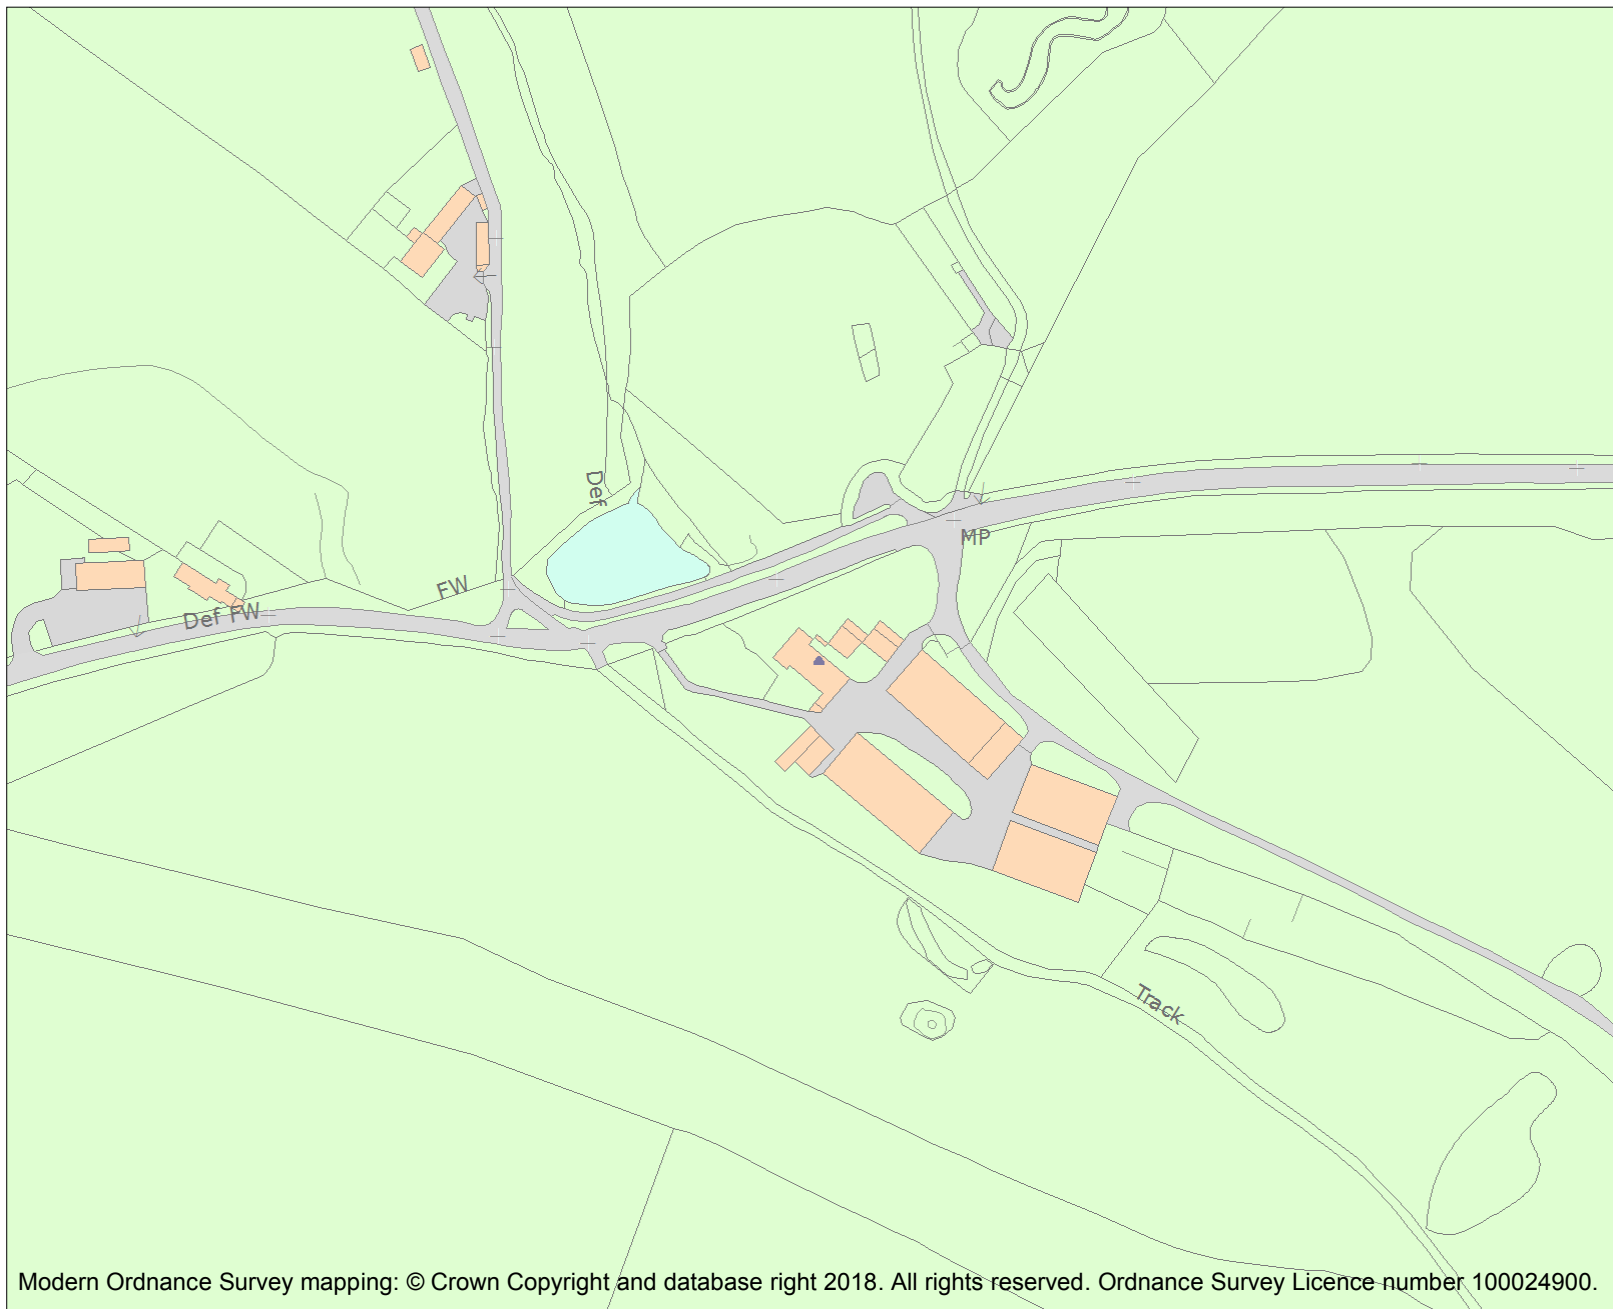 Def
MP
FW
Def FW
Track
Modern Ordnance Survey mapping: © Crown Copyright and database right 2018. All rights reserved. Ordnance Survey Licence number 100024900.